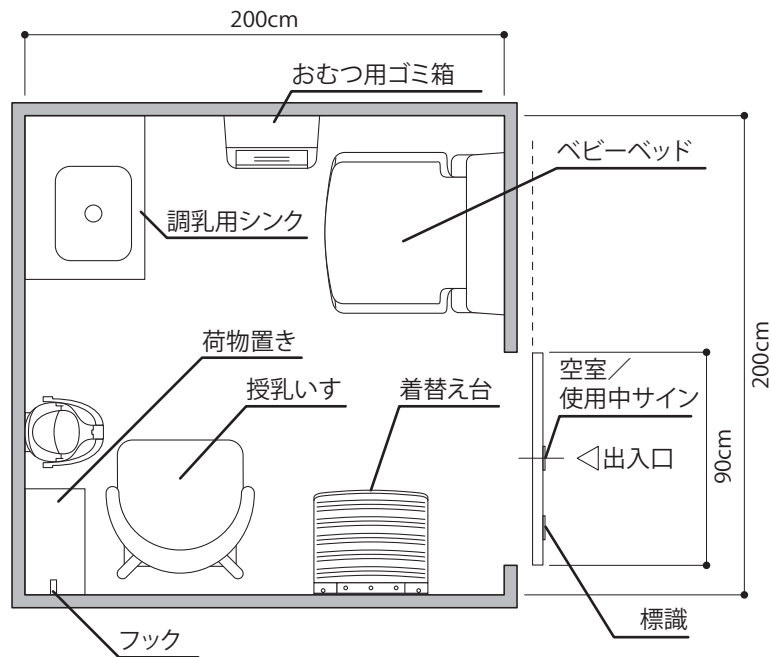 200cm
おむつ用ゴミ箱
ベビーベッド
調乳用シンク
荷物置き
授乳いす
着替え台
空室／
使用中サイン
出入口
90cm
200cm
標識
フック